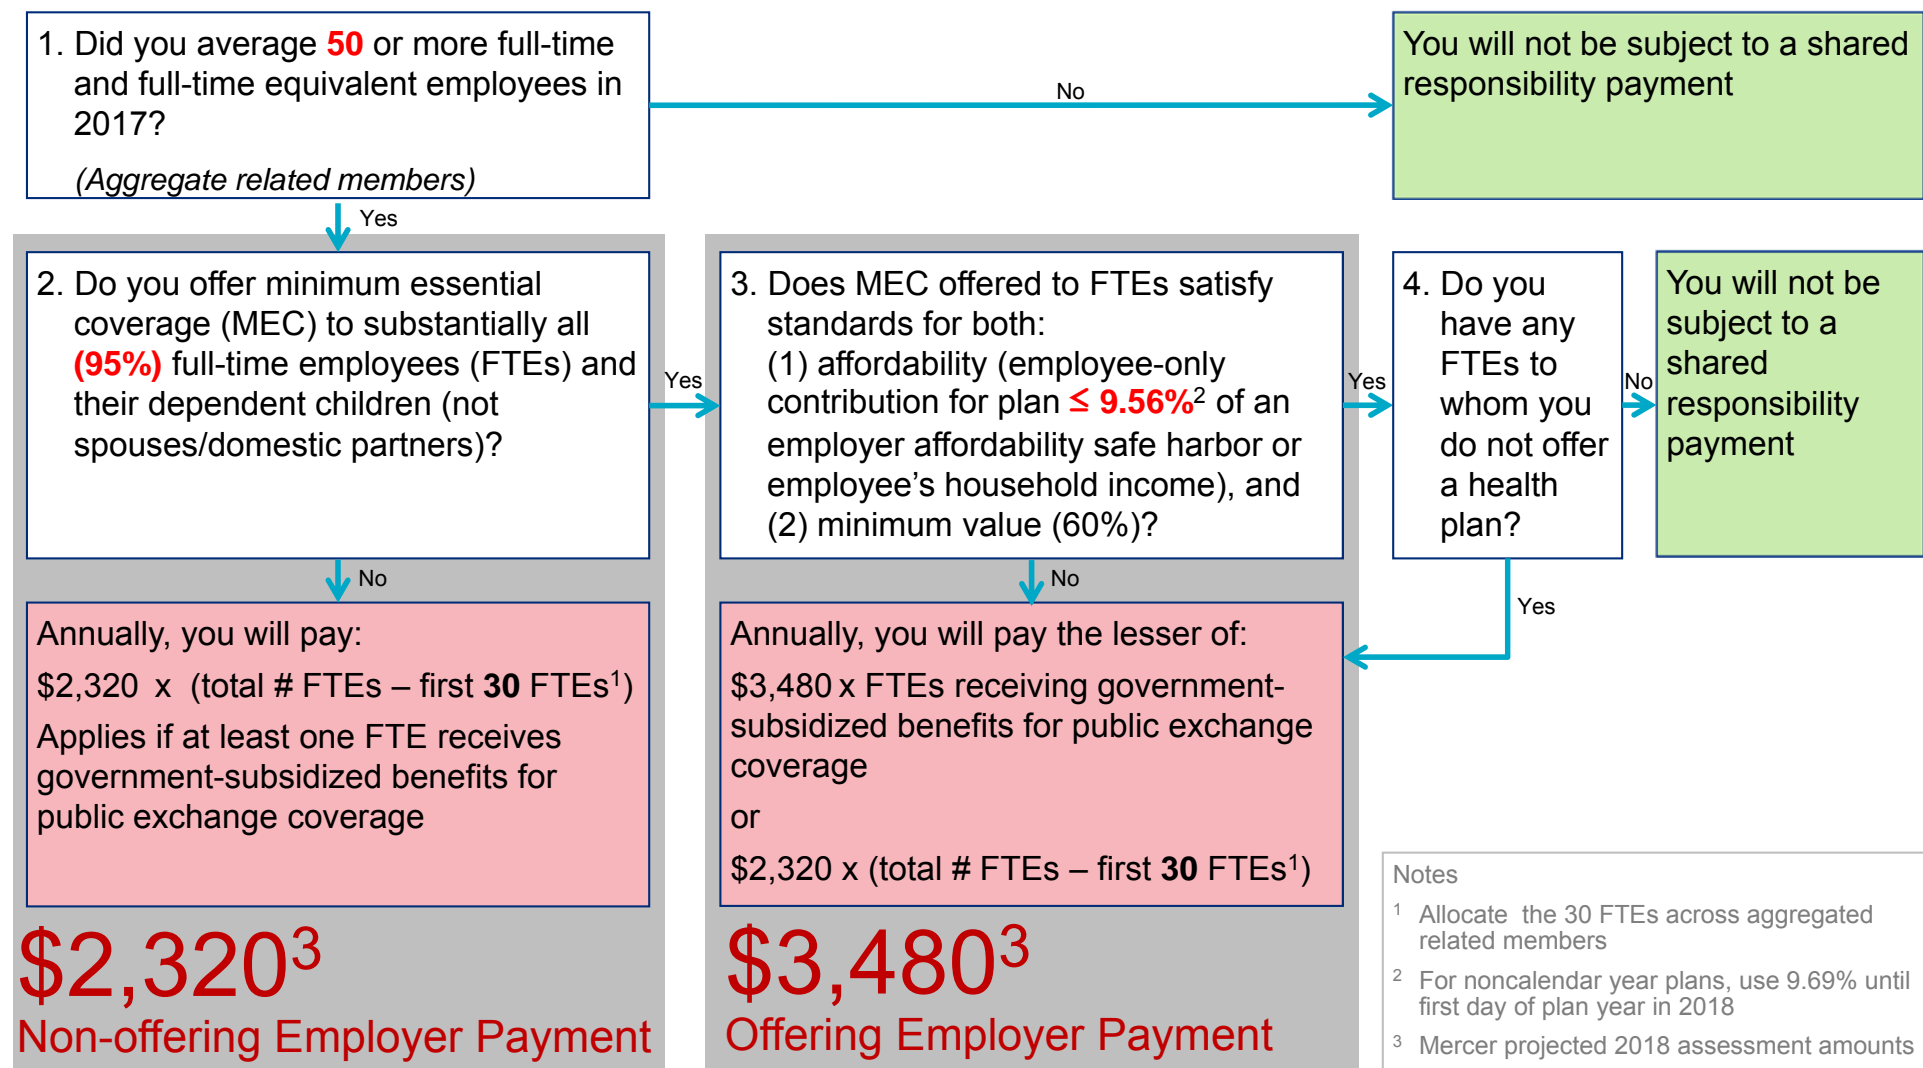 1. Did you average 50 or more full-time
and full-time equivalent employees in
2017?
(Aggregate related members)
No
You will not be subject to a shared
responsibility payment
Yes
2. Do you offer minimum essential
coverage (MEC) to substantially all
(95%) full-time employees (FTEs) and
their dependent children (not
spouses/domestic partners)?
Yes
3. Does MEC offered to FTEs satisfy
standards for both:
(1) affordability (employee-only
contribution for plan ≤ 9.56%² of an
employer affordability safe harbor or
employee’s household income), and
(2) minimum value (60%)?
Yes
4. Do you
have any
FTEs to
whom you
do not offer
a health
plan?
No
You will not be
subject to a
shared
responsibility
payment
No
No
Yes
Annually, you will pay:
$2,320 x (total # FTEs – first 30 FTEs¹)
Applies if at least one FTE receives
government-subsidized benefits for
public exchange coverage
Annually, you will pay the lesser of:
$3,480 x FTEs receiving government-
subsidized benefits for public exchange
coverage
or
$2,320 x (total # FTEs – first 30 FTEs¹)
$2,320³
Non-offering Employer Payment
$3,480³
Offering Employer Payment
Notes
¹ Allocate the 30 FTEs across aggregated
related members
² For noncalendar year plans, use 9.69% until
first day of plan year in 2018
³ Mercer projected 2018 assessment amounts